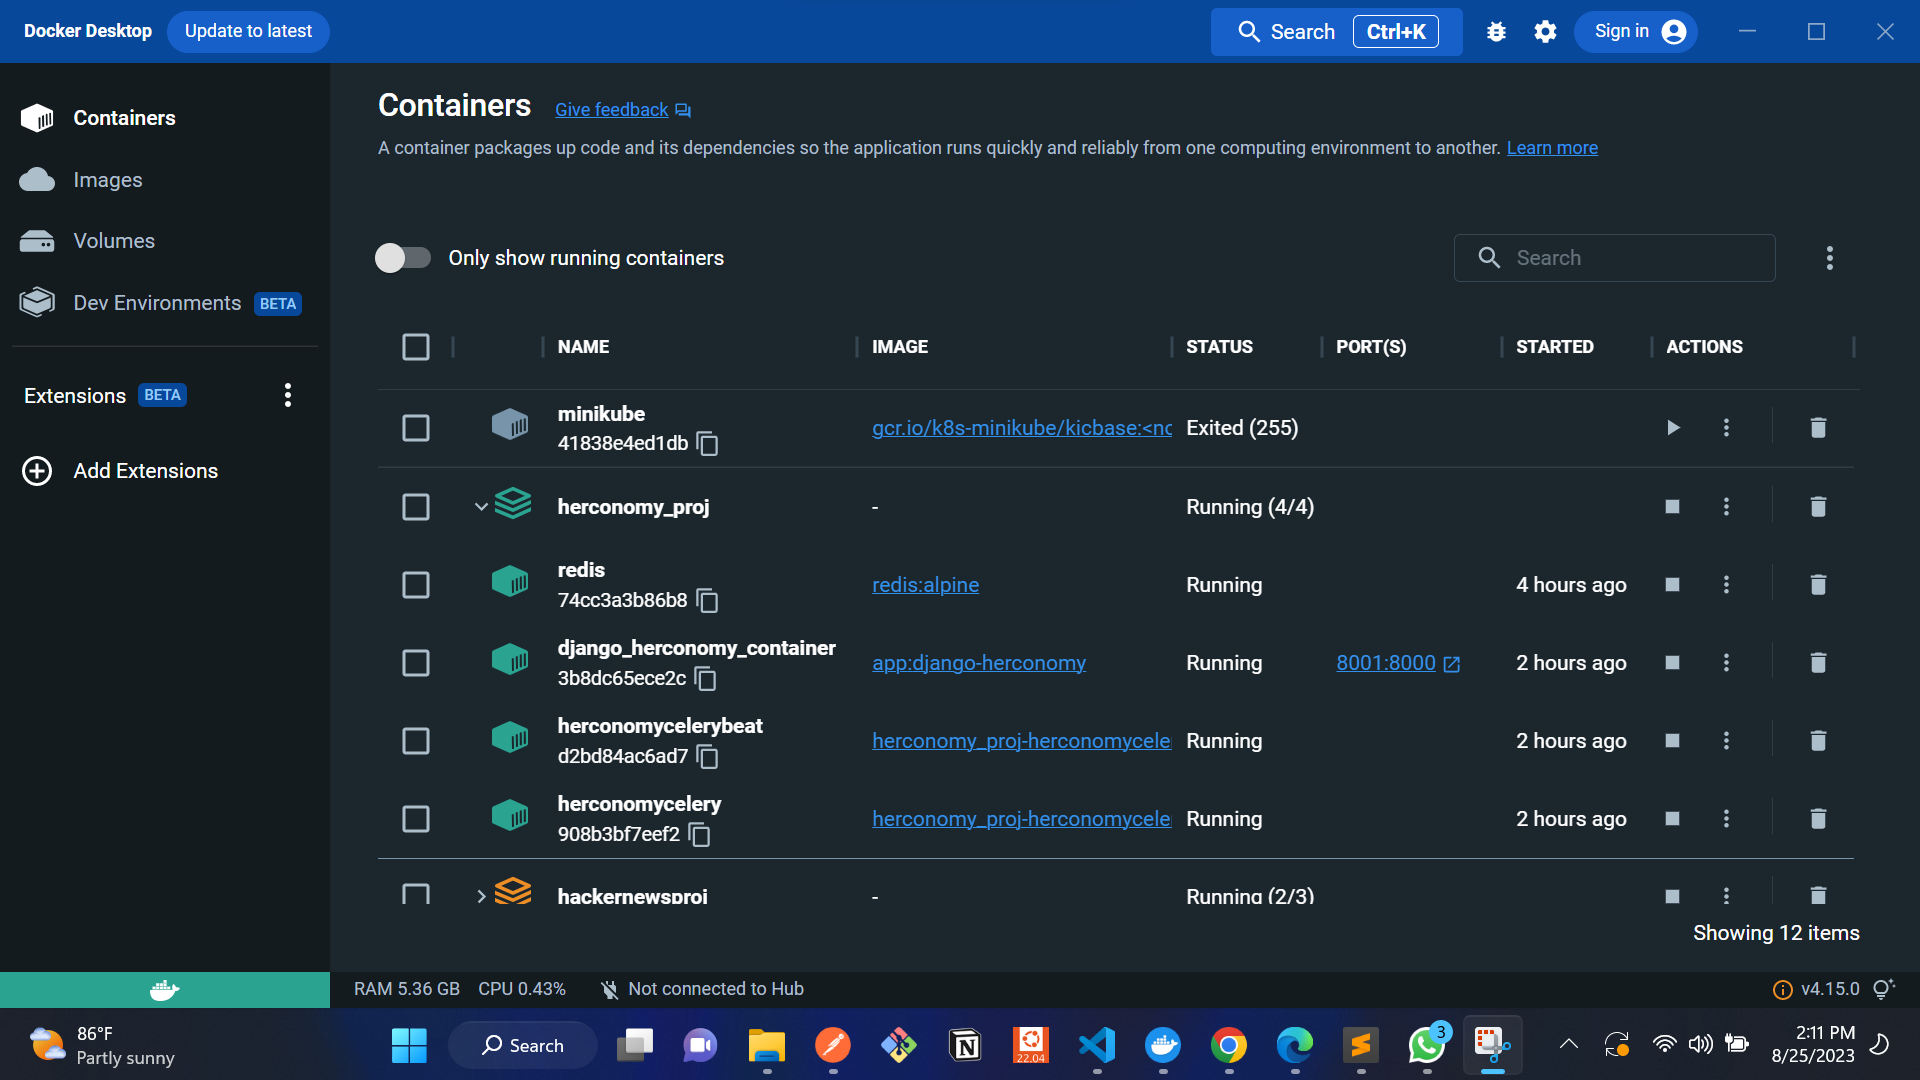 Docker Desktop
Update to latest
Search
Ctrl+K
Sign in
Containers
Images
Volumes
Dev Environments BETA
Extensions BETA
Add Extensions
Containers
Give feedback
A container packages up code and its dependencies so the application runs quickly and reliably from one computing environment to another. Learn more
Only show running containers
Search
NAME IMAGE STATUS PORT(S) STARTED ACTIONS
minikube
41838e4ed1db
gcr.io/k8s-minikube/kicbase:<no
Exited (255)
herconomy_proj - Running (4/4)
redis
74cc3a3b86b8
redis:alpine
Running
4 hours ago
django_herconomy_container
3b8dc65ece2c
app:django-herconomy
Running
8001:8000
2 hours ago
herconomycelerybeat
d2bd84ac6ad7
herconomy_proj-herconomycele
Running
2 hours ago
herconomycelery
908b3bf7eef2
herconomy_proj-herconomycele
Running
2 hours ago
hackernewsproj - Running (2/3)
Showing 12 items
RAM 5.36 GB CPU 0.43% Not connected to Hub
v4.15.0
86°F
Partly sunny
Search
22.04
3
2:11 PM
8/25/2023